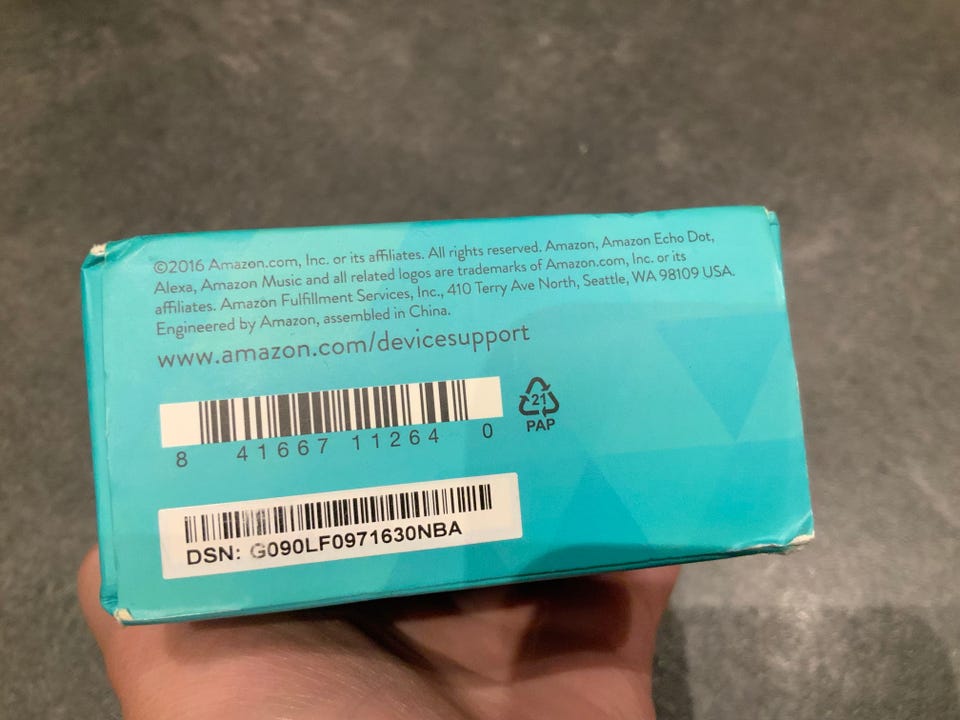 ©2016 Amazon.com, Inc. or its affiliates. All rights reserved. Amazon, Amazon Echo Dot,
Alexa, Amazon Music and all related logos are trademarks of Amazon.com, Inc. or its
affiliates. Amazon Fulfillment Services, Inc., 410 Terry Ave North, Seattle, WA 98109 USA.
Engineered by Amazon, assembled in China.
www.amazon.com/devicesupport
21
PAP
8 41667 11264 0
DSN: G090LF0971630NBA